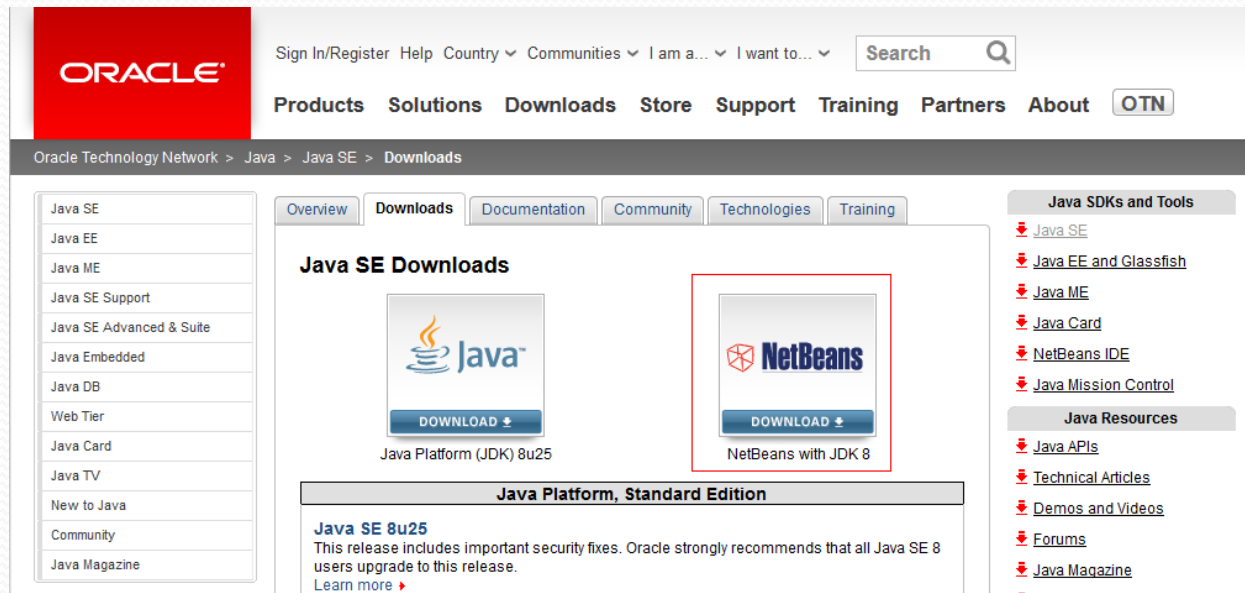 ORACLE
Sign In/Register Help Country Communities I am a... I want to... Search
Products Solutions Downloads Store Support Training Partners About OTN
Oracle Technology Network > Java > Java SE > Downloads
Java SE
Java EE
Java ME
Java SE Support
Java SE Advanced & Suite
Java Embedded
Java DB
Web Tier
Java Card
Java TV
New to Java
Community
Java Magazine
Overview Downloads Documentation Community Technologies Training
Java SE Downloads
Java™
DOWNLOAD
Java Platform (JDK) 8u25
NetBeans
DOWNLOAD
NetBeans with JDK 8
Java Platform, Standard Edition
Java SE 8u25
This release includes important security fixes. Oracle strongly recommends that all Java SE 8
users upgrade to this release.
Learn more
Java SDKs and Tools
Java SE
Java EE and Glassfish
Java ME
Java Card
NetBeans IDE
Java Mission Control
Java Resources
Java APIs
Technical Articles
Demos and Videos
Forums
Java Magazine